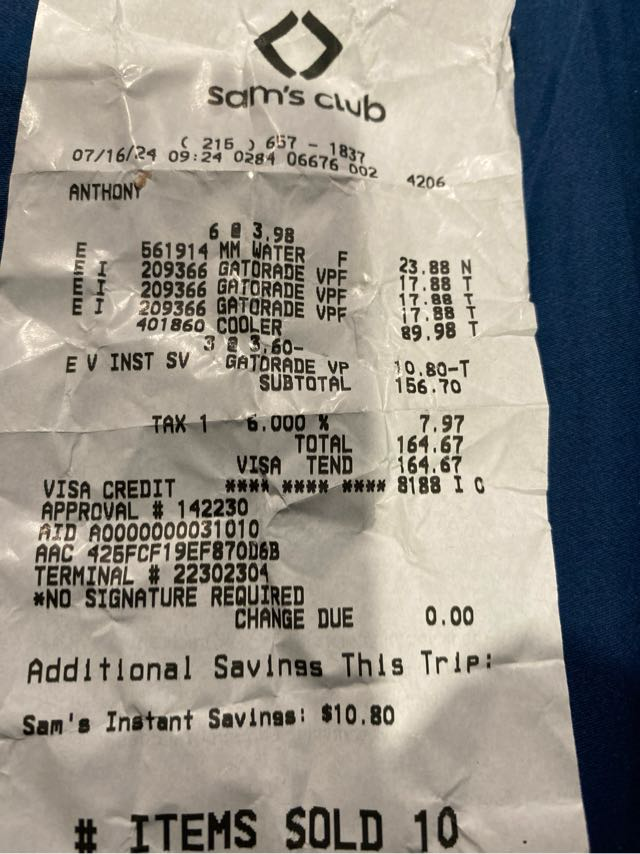 sam's club
( 215 ) 657 - 1837
07/16/24 09:24 0284 06676 002 4206
ANTHONY
6 @ 3.98
E 561914 MM WATER F 23.88 N
E I 209366 GATORADE VPF 17.88 T
E I 209366 GATORADE VPF 17.88 T
E I 209366 GATORADE VPF 17.88 T
401860 COOLER 89.98 T
3 @ 3.60-
E V INST SV GATORADE VP 10.80-T
SUBTOTAL 156.70
TAX 1 6.000 % 7.97
TOTAL 164.67
VISA TEND 164.67
VISA CREDIT **** **** **** 8188 I C
APPROVAL # 142230
AID A0000000031010
AAC 425FCF19EF870D6B
TERMINAL # 22302304
*NO SIGNATURE REQUIRED
CHANGE DUE 0.00
Additional Savings This Trip:
Sam's Instant Savings: $10.80
# ITEMS SOLD 10